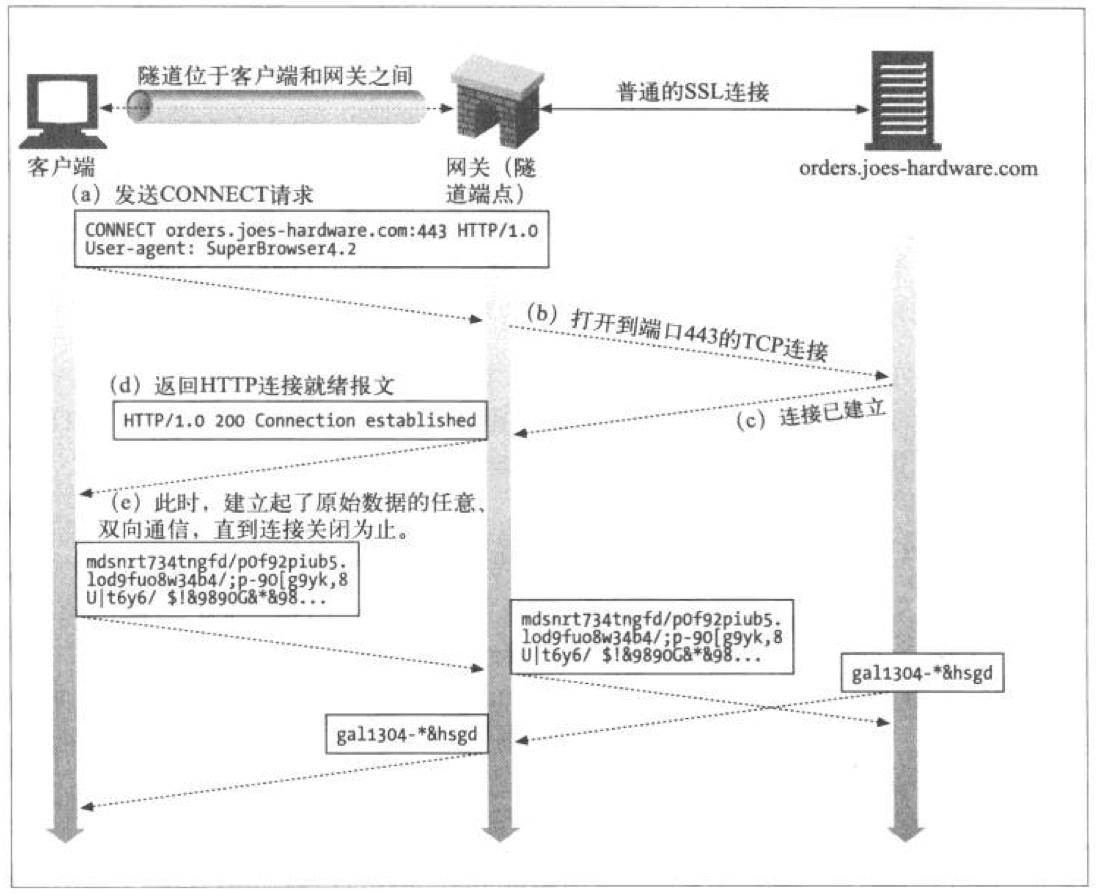 隧道位于客户端和网关之间
普通的SSL连接
客户端
网关（隧
道端点）
orders.joes-hardware.com
（a）发送CONNECT请求
CONNECT orders.joes-hardware.com:443 HTTP/1.0
User-agent: SuperBrowser4.2
（b）打开到端口443的TCP连接
（d）返回HTTP连接就绪报文
HTTP/1.0 200 Connection established
（c）连接已建立
（e）此时，建立起了原始数据的任意、
双向通信，直到连接关闭为止。
mdsnrt734tngfd/p0f92piub5.
lod9fuo8w34b4/;p-90[g9yk,8
U|t6y6/ $!&9890G&*&98...
mdsnrt734tngfd/p0f92piub5.
lod9fuo8w34b4/;p-90[g9yk,8
U|t6y6/ $!&9890G&*&98...
gal1304-*&hsgd
gal1304-*&hsgd